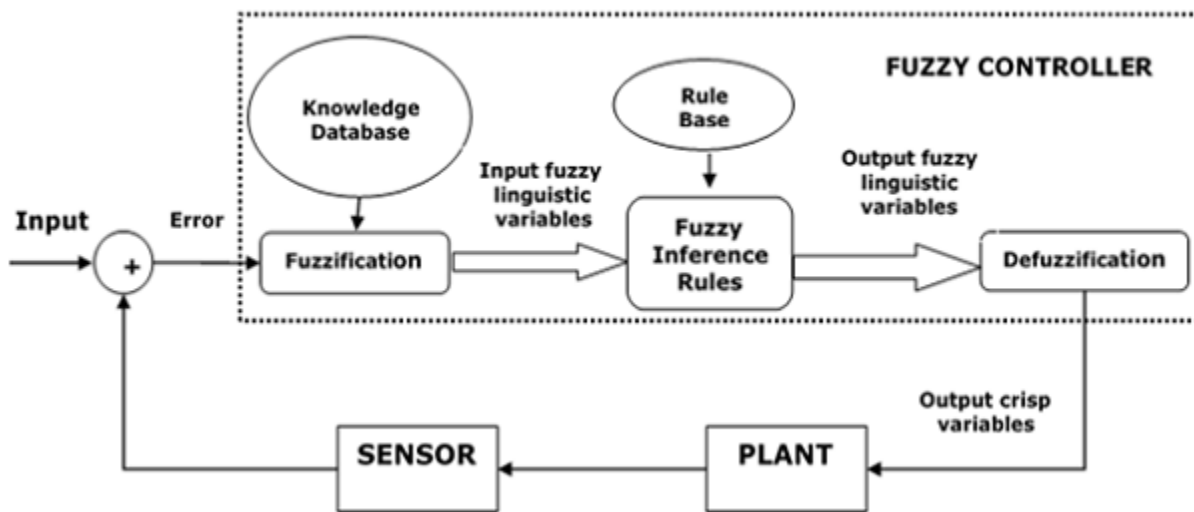 FUZZY CONTROLLER
Knowledge
Database
Rule
Base
Input fuzzy
linguistic
variables
Output fuzzy
linguistic
variables
Input
Error
+
Fuzzification
Fuzzy
Inference
Rules
Defuzzification
Output crisp
variables
SENSOR
PLANT